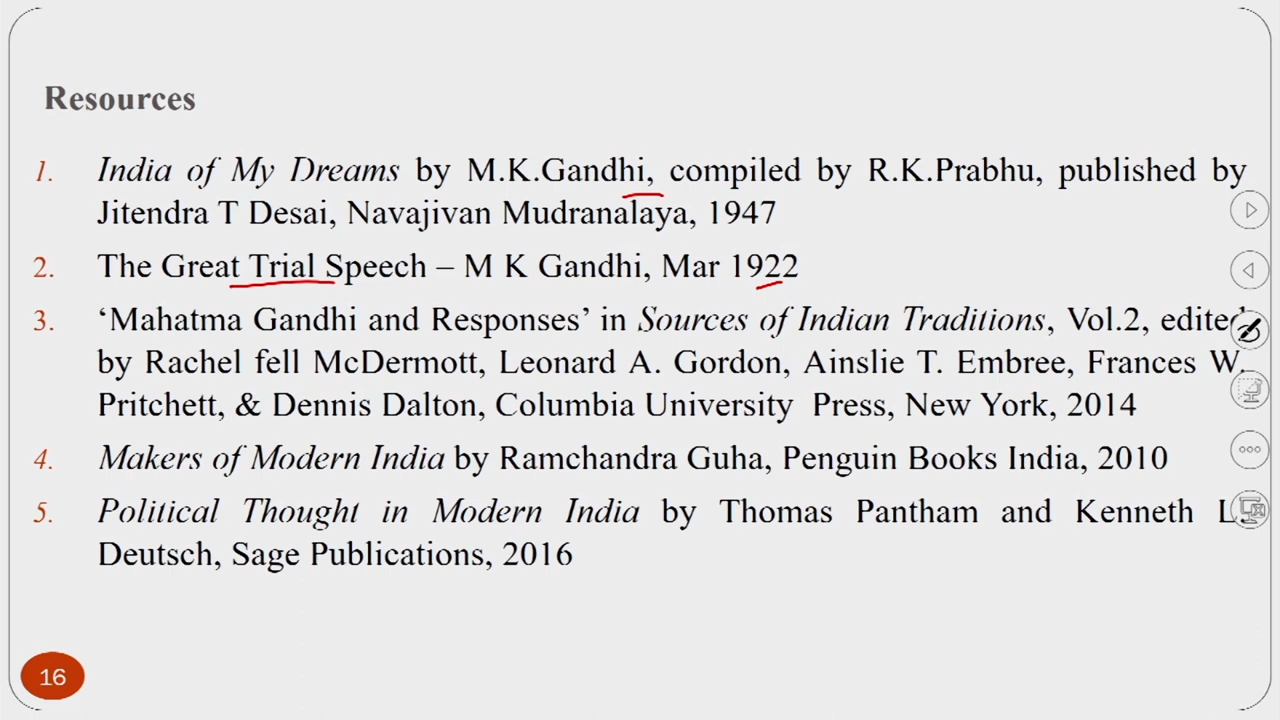 Resources
1. India of My Dreams by M.K.Gandhi, compiled by R.K.Prabhu, published by
Jitendra T Desai, Navajivan Mudranalaya, 1947
2. The Great Trial Speech – M K Gandhi, Mar 1922
3. ‘Mahatma Gandhi and Responses’ in Sources of Indian Traditions, Vol.2, edited
by Rachel fell McDermott, Leonard A. Gordon, Ainslie T. Embree, Frances W.
Pritchett, & Dennis Dalton, Columbia University Press, New York, 2014
4. Makers of Modern India by Ramchandra Guha, Penguin Books India, 2010
5. Political Thought in Modern India by Thomas Pantham and Kenneth L.
Deutsch, Sage Publications, 2016
16